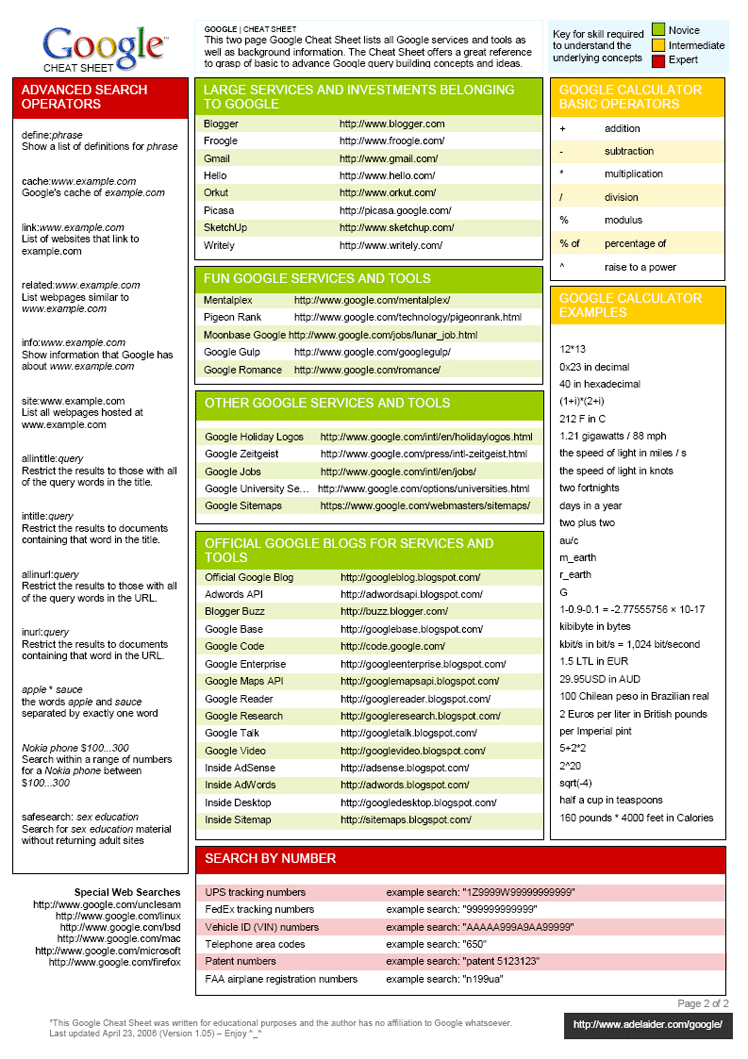 Google™
CHEAT SHEET
GOOGLE | CHEAT SHEET
This two page Google Cheat Sheet lists all Google services and tools as
well as background information. The Cheat Sheet offers a great reference
to grasp of basic to advance Google query building concepts and ideas.
Key for skill required
to understand the
underlying concepts
Novice
Intermediate
Expert
ADVANCED SEARCH
OPERATORS
define:phrase
Show a list of definitions for phrase
cache:www.example.com
Google's cache of example.com
link:www.example.com
List of websites that link to
example.com
related:www.example.com
List webpages similar to
www.example.com
info:www.example.com
Show information that Google has
about www.example.com
site:www.example.com
List all webpages hosted at
www.example.com
allintitle:query
Restrict the results to those with all
of the query words in the title.
intitle:query
Restrict the results to documents
containing that word in the title.
allinurl:query
Restrict the results to those with all
of the query words in the URL.
inurl:query
Restrict the results to documents
containing that word in the URL.
apple * sauce
the words apple and sauce
separated by exactly one word
Nokia phone $100...300
Search within a range of numbers
for a Nokia phone between
$100...300
safesearch: sex education
Search for sex education material
without returning adult sites
Special Web Searches
http://www.google.com/unclesam
http://www.google.com/linux
http://www.google.com/bsd
http://www.google.com/mac
http://www.google.com/microsoft
http://www.google.com/firefox
LARGE SERVICES AND INVESTMENTS BELONGING
TO GOOGLE
Blogger http://www.blogger.com
Froogle http://www.froogle.com/
Gmail http://www.gmail.com/
Hello http://www.hello.com/
Orkut http://www.orkut.com/
Picasa http://picasa.google.com/
SketchUp http://www.sketchup.com/
Writely http://www.writely.com/
FUN GOOGLE SERVICES AND TOOLS
Mentalplex http://www.google.com/mentalplex/
Pigeon Rank http://www.google.com/technology/pigeonrank.html
Moonbase Google http://www.google.com/jobs/lunar_job.html
Google Gulp http://www.google.com/googlegulp/
Google Romance http://www.google.com/romance/
OTHER GOOGLE SERVICES AND TOOLS
Google Holiday Logos http://www.google.com/intl/en/holidaylogos.html
Google Zeitgeist http://www.google.com/press/intl-zeitgeist.html
Google Jobs http://www.google.com/intl/en/jobs/
Google University Se... http://www.google.com/options/universities.html
Google Sitemaps https://www.google.com/webmasters/sitemaps/
OFFICIAL GOOGLE BLOGS FOR SERVICES AND
TOOLS
Official Google Blog http://googleblog.blogspot.com/
Adwords API http://adwordsapi.blogspot.com/
Blogger Buzz http://buzz.blogger.com/
Google Base http://googlebase.blogspot.com/
Google Code http://code.google.com/
Google Enterprise http://googleenterprise.blogspot.com/
Google Maps API http://googlemapsapi.blogspot.com/
Google Reader http://googlereader.blogspot.com/
Google Research http://googleresearch.blogspot.com/
Google Talk http://googletalk.blogspot.com/
Google Video http://googlevideo.blogspot.com/
Inside AdSense http://adsense.blogspot.com/
Inside AdWords http://adwords.blogspot.com/
Inside Desktop http://googledesktop.blogspot.com/
Inside Sitemap http://sitemaps.blogspot.com/
GOOGLE CALCULATOR
BASIC OPERATORS
+ addition
- subtraction
* multiplication
/ division
% modulus
% of percentage of
^ raise to a power
GOOGLE CALCULATOR
EXAMPLES
12*13
0x23 in decimal
40 in hexadecimal
(1+i)*(2+i)
212 F in C
1.21 gigawatts / 88 mph
the speed of light in miles / s
the speed of light in knots
two fortnights
days in a year
two plus two
au/c
m_earth
r_earth
G
1-0.9-0.1 = -2.77555756 × 10-17
kibibyte in bytes
kbit/s in bit/s = 1,024 bit/second
1.5 LTL in EUR
29.95USD in AUD
100 Chilean peso in Brazilian real
2 Euros per liter in British pounds
per Imperial pint
5+2*2
2^20
sqrt(-4)
half a cup in teaspoons
160 pounds * 4000 feet in Calories
SEARCH BY NUMBER
UPS tracking numbers example search: "1Z9999W99999999999"
FedEx tracking numbers example search: "999999999999"
Vehicle ID (VIN) numbers example search: "AAAAA999A9AA99999"
Telephone area codes example search: "650"
Patent numbers example search: "patent 5123123"
FAA airplane registration numbers example search: "n199ua"
Page 2 of 2
*This Google Cheat Sheet was written for educational purposes and the author has no affiliation to Google whatsoever.
Last updated April 23, 2006 (Version 1.05) – Enjoy ^_^
http://www.adelaider.com/google/